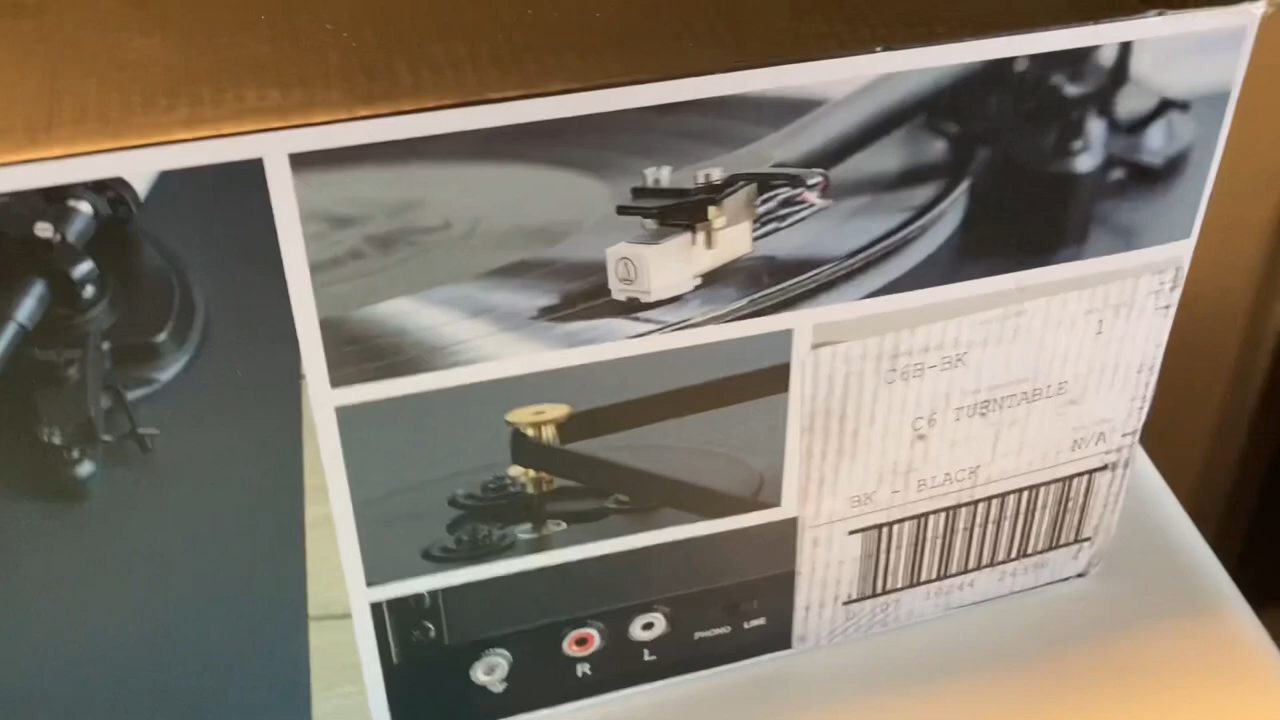 1
C6B-BK
C6 TURNTABLE
N/A
BK - BLACK
R
L
PHONO
LINE